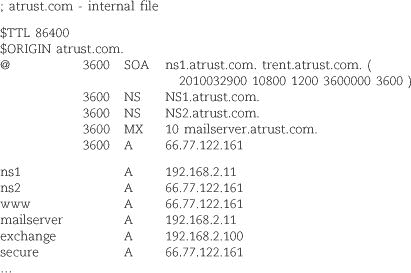 ; atrust.com - internal file
$TTL 86400
$ORIGIN atrust.com.
@ 3600 SOA ns1.atrust.com. trent.atrust.com. (
2010032900 10800 1200 3600000 3600 )
3600 NS NS1.atrust.com.
3600 NS NS2.atrust.com.
3600 MX 10 mailserver.atrust.com.
3600 A 66.77.122.161
ns1 A 192.168.2.11
ns2 A 66.77.122.161
www A 66.77.122.161
mailserver A 192.168.2.11
exchange A 192.168.2.100
secure A 66.77.122.161
...